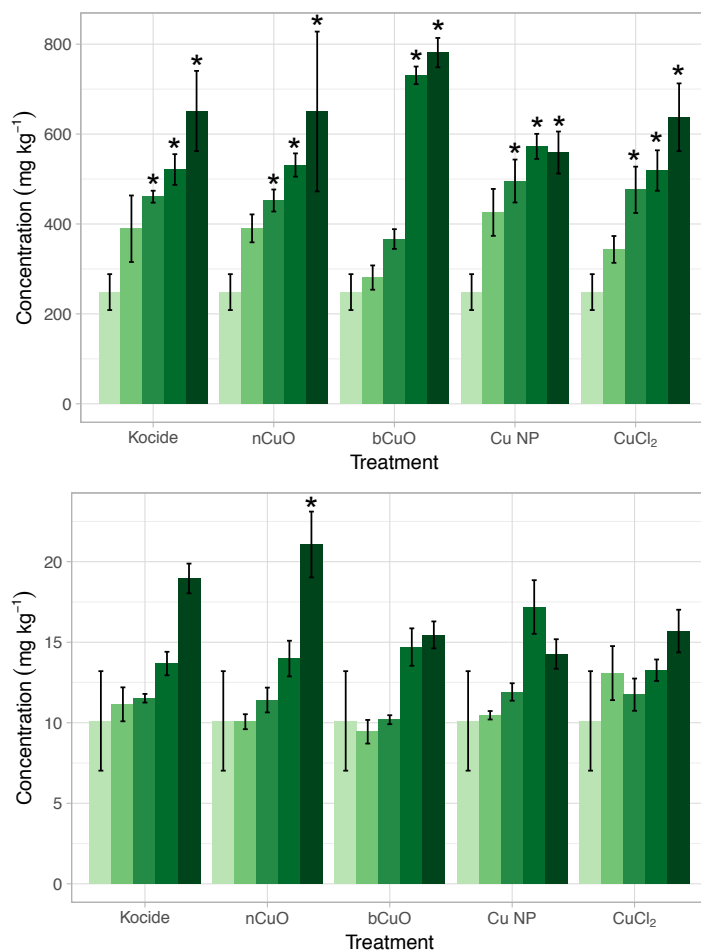 * * * * * * * * * * * * * *
800
600
400
200
0
Concentration (mg kg⁻¹)
Kocide nCuO bCuO Cu NP CuCl₂
Treatment
*
20
15
10
5
0
Concentration (mg kg⁻¹)
Kocide nCuO bCuO Cu NP CuCl₂
Treatment